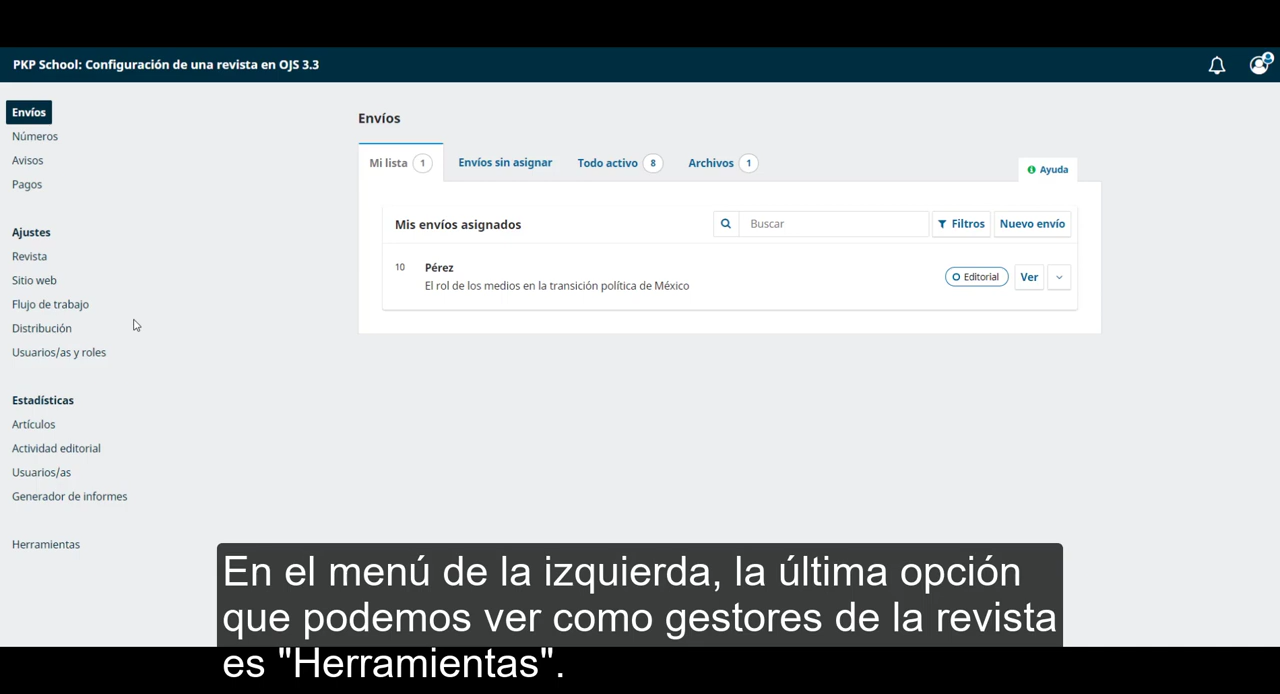 PKP School: Configuración de una revista en OJS 3.3
Envíos
Números
Avisos
Pagos
Ajustes
Revista
Sitio web
Flujo de trabajo
Distribución
Usuarios/as y roles
Estadísticas
Artículos
Actividad editorial
Usuarios/as
Generador de informes
Herramientas
Envíos
Mi lista 1 Envíos sin asignar Todo activo 8 Archivos 1
Ayuda
Mis envíos asignados Buscar Filtros Nuevo envío
10 Pérez
El rol de los medios en la transición política de México
Editorial Ver
En el menú de la izquierda, la última opción
que podemos ver como gestores de la revista
es "Herramientas".